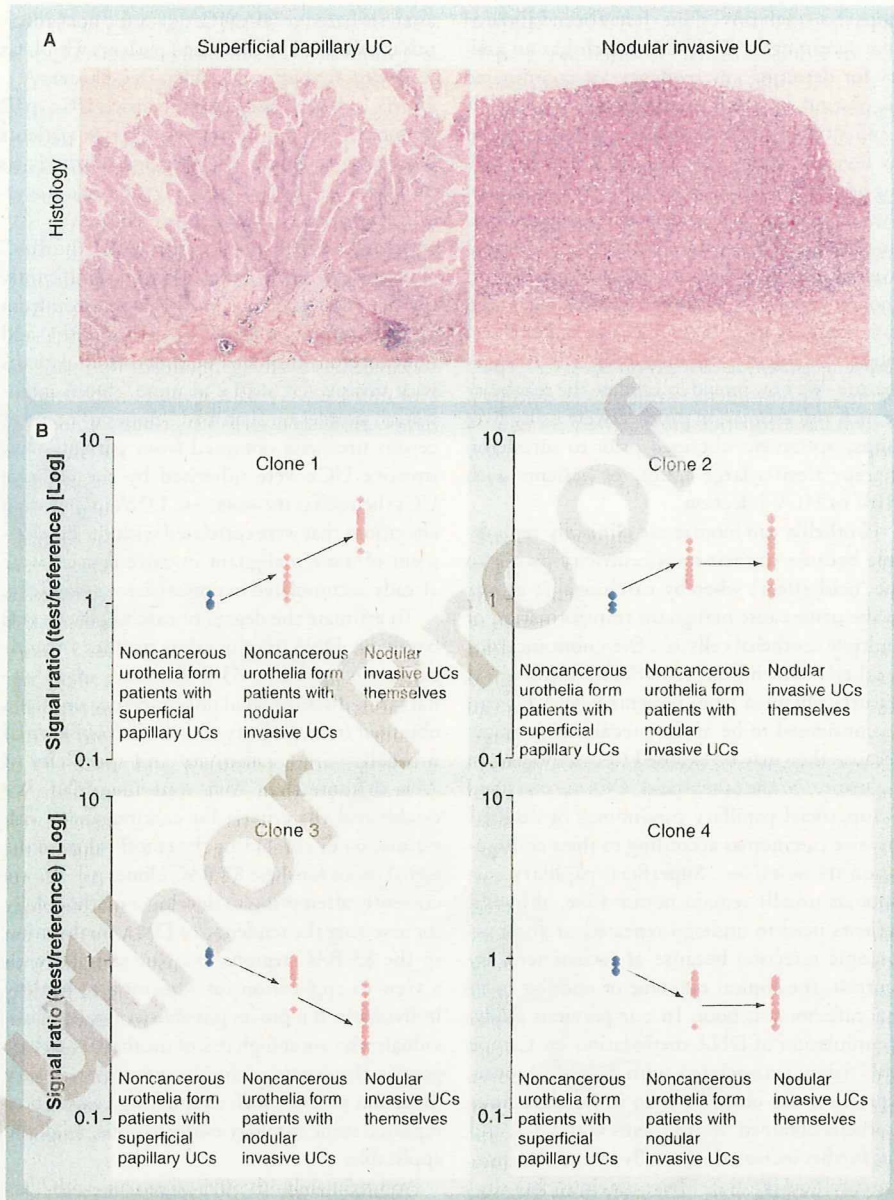 A
Superficial papillary UC
Nodular invasive UC
Histology
B
Signal ratio (test/reference) [Log]
10
1
0.1
Clone 1
Noncancerous
urothelia form
patients with
superficial
papillary UCs
Noncancerous
urothelia form
patients with
nodular
invasive UCs
Nodular
invasive UCs
themselves
10
1
0.1
Clone 2
Noncancerous
urothelia form
patients with
superficial
papillary UCs
Noncancerous
urothelia form
patients with
nodular
invasive UCs
Nodular
invasive UCs
themselves
Signal ratio (test/reference) [Log]
10
1
0.1
Clone 3
Noncancerous
urothelia form
patients with
superficial
papillary UCs
Noncancerous
urothelia form
patients with
nodular
invasive UCs
Nodular
invasive UCs
themselves
10
1
0.1
Clone 4
Noncancerous
urothelia form
patients with
superficial
papillary UCs
Noncancerous
urothelia form
patients with
nodular
invasive UCs
Nodular
invasive UCs
themselves
Author Proof